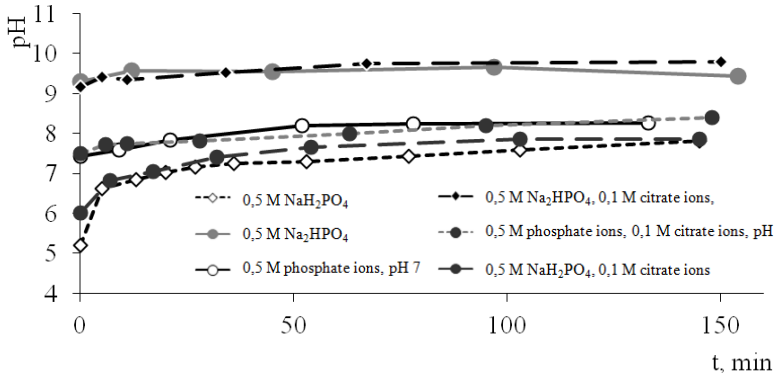 pH
11
10
9
8
7
6
5
4
0,5 M NaH₂PO₄
0,5 M Na₂HPO₄
0,5 M phosphate ions, pH 7
0,5 M Na₂HPO₄, 0,1 M citrate ions,
0,5 M phosphate ions, 0,1 M citrate ions, pH
0,5 M NaH₂PO₄, 0,1 M citrate ions
0
50
100
150
t, min